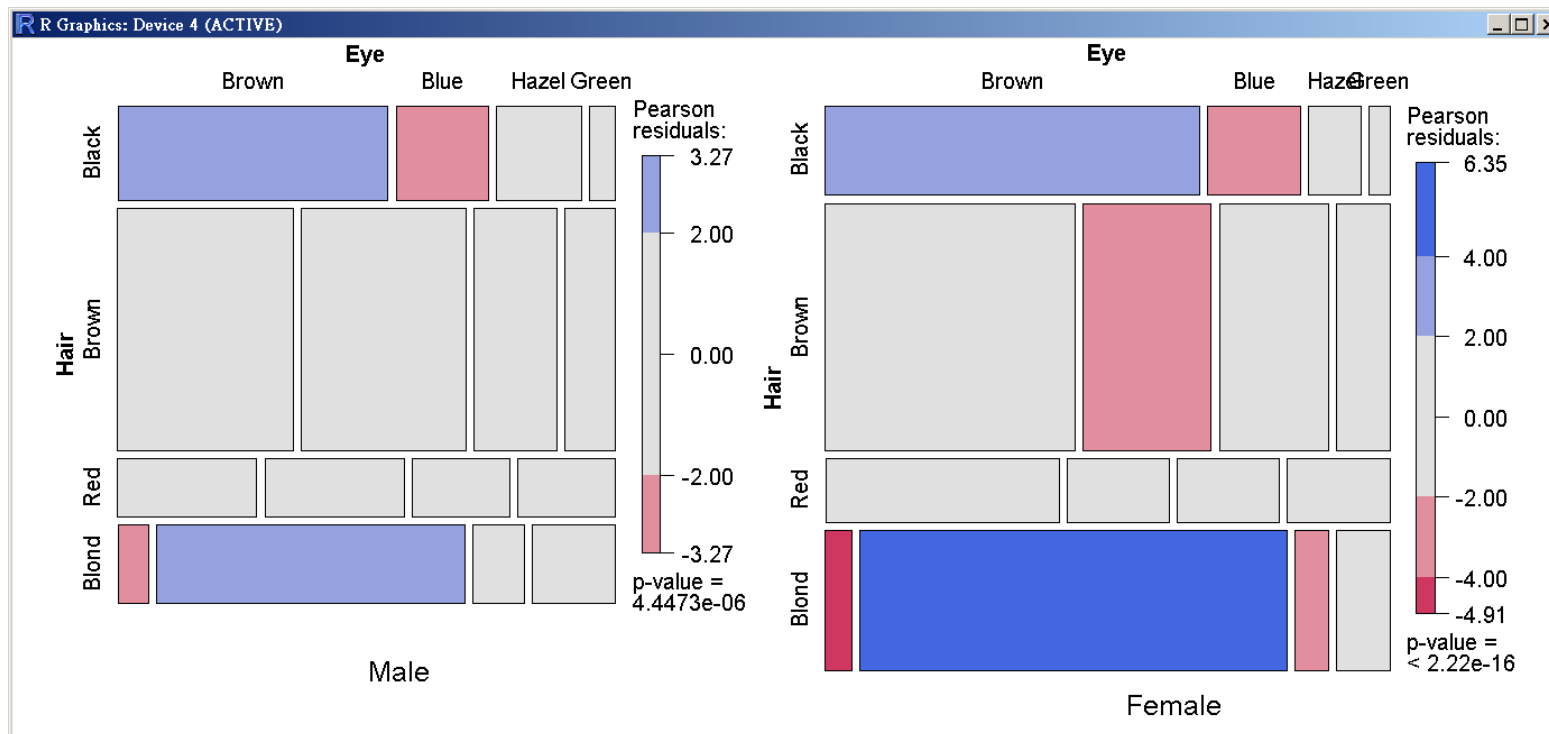 R Graphics: Device 4 (ACTIVE)
Eye
Brown Blue Hazel Green
Hair
Black
Brown
Red
Blond
Pearson
residuals:
3.27
2.00
0.00
-2.00
-3.27
p-value =
4.4473e-06
Male
Eye
Brown Blue Hazel Green
Hair
Black
Brown
Red
Blond
Pearson
residuals:
6.35
4.00
2.00
0.00
-2.00
-4.00
-4.91
p-value =
< 2.22e-16
Female